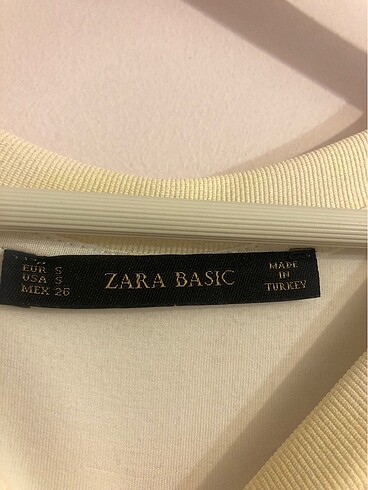 EUR S
USA S
MEX 26
ZARA BASIC
MADE
IN
TURKEY